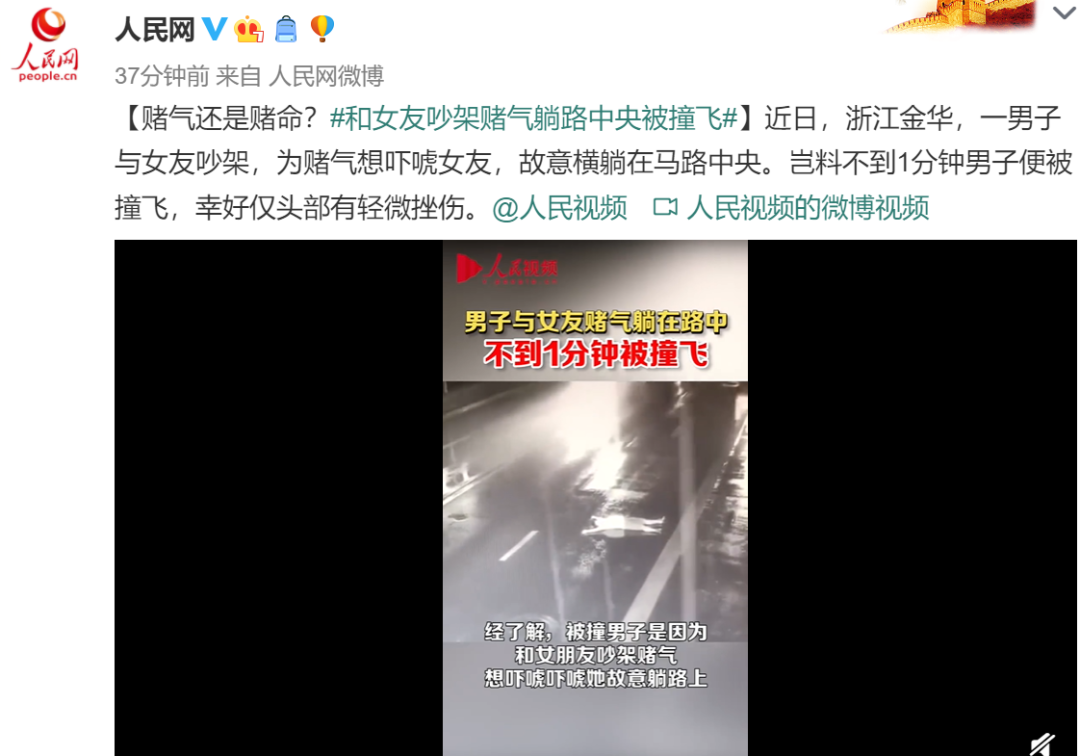 人民网
people.cn
人民网
37分钟前 来自 人民网微博
【赌气还是赌命？#和女友吵架赌气躺路中央被撞飞#】近日，浙江金华，一男子
与女友吵架，为赌气想吓唬女友，故意横躺在马路中央。岂料不到1分钟男子便被
撞飞，幸好仅头部有轻微挫伤。@人民视频 人民视频的微博视频
人民视频
男子与女友赌气躺在路中
不到1分钟被撞飞
经了解，被撞男子是因为
和女朋友吵架赌气
想吓唬吓唬她故意躺路上